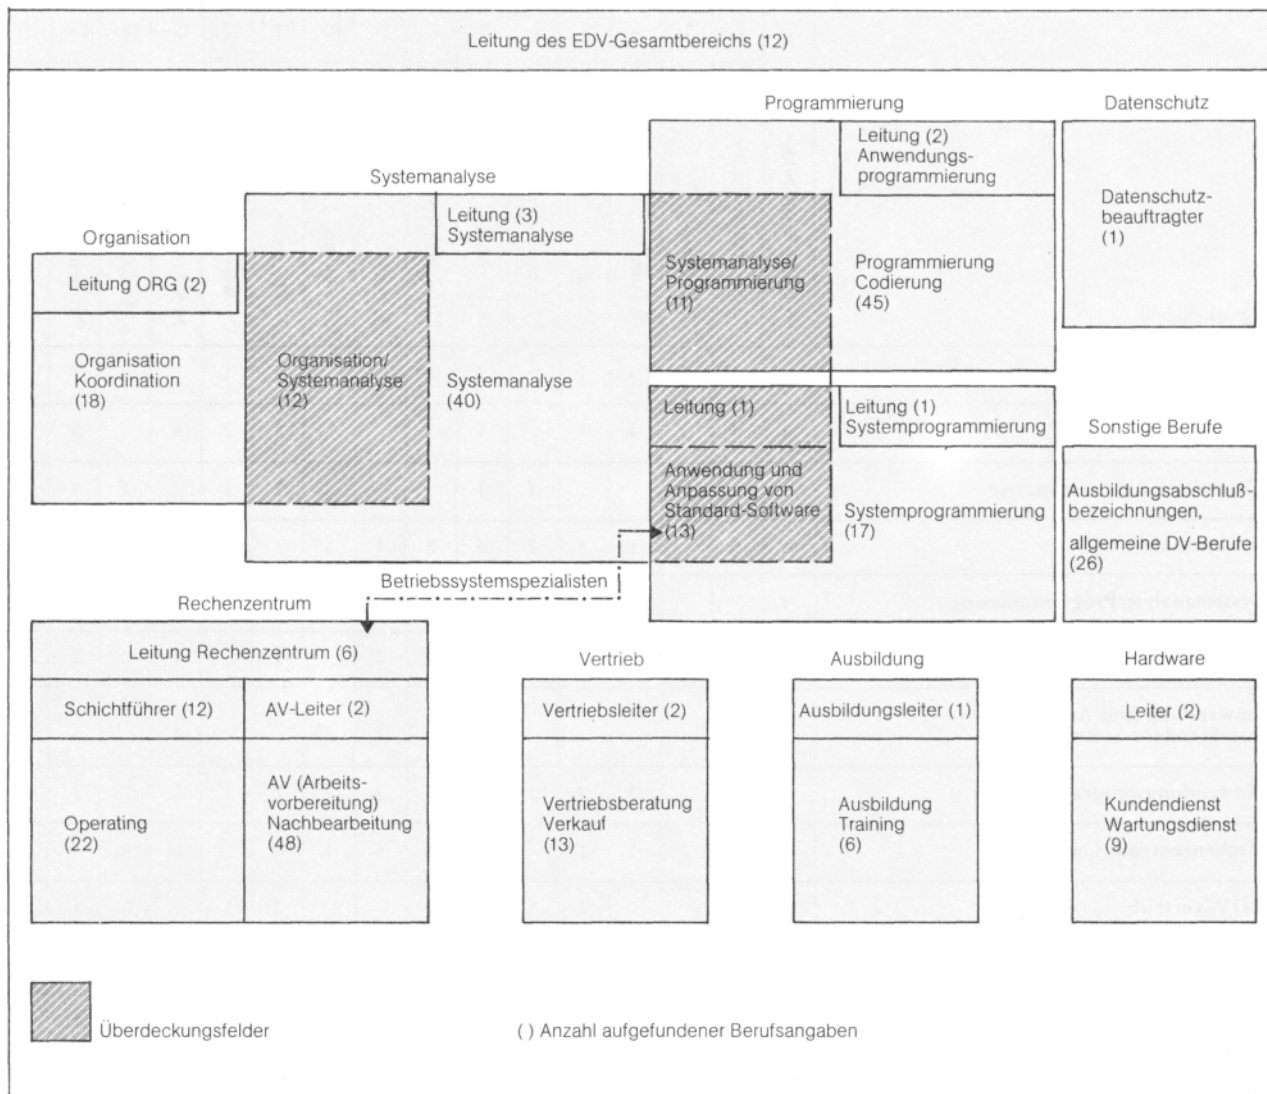 Leitung des EDV-Gesamtbereichs (12)
Programmierung
Datenschutz
Leitung (2)
Anwendungs-
programmierung
Systemanalyse
Leitung (3)
Systemanalyse
Datenschutz-
beauftragter
(1)
Organisation
Leitung ORG (2)
Systemanalyse/
Programmierung
(11)
Programmierung
Codierung
(45)
Organisation
Koordination
(18)
Organisation/
Systemanalyse
(12)
Systemanalyse
(40)
Leitung (1)
Leitung (1)
Systemprogrammierung
Sonstige Berufe
Anwendung und
Anpassung von
Standard-Software
(13)
Systemprogrammierung
(17)
Ausbildungsabschluß-
bezeichnungen,
allgemeine DV-Berufe
(26)
Betriebssystemspezialisten
Rechenzentrum
Leitung Rechenzentrum (6)
Schichtführer (12)
AV-Leiter (2)
Operating
(22)
AV (Arbeits-
vorbereitung)
Nachbearbeitung
(48)
Vertrieb
Vertriebsleiter (2)
Vertriebsberatung
Verkauf
(13)
Ausbildung
Ausbildungsleiter (1)
Ausbildung
Training
(6)
Hardware
Leiter (2)
Kundendienst
Wartungsdienst
(9)
Überdeckungsfelder
( ) Anzahl aufgefundener Berufsangaben